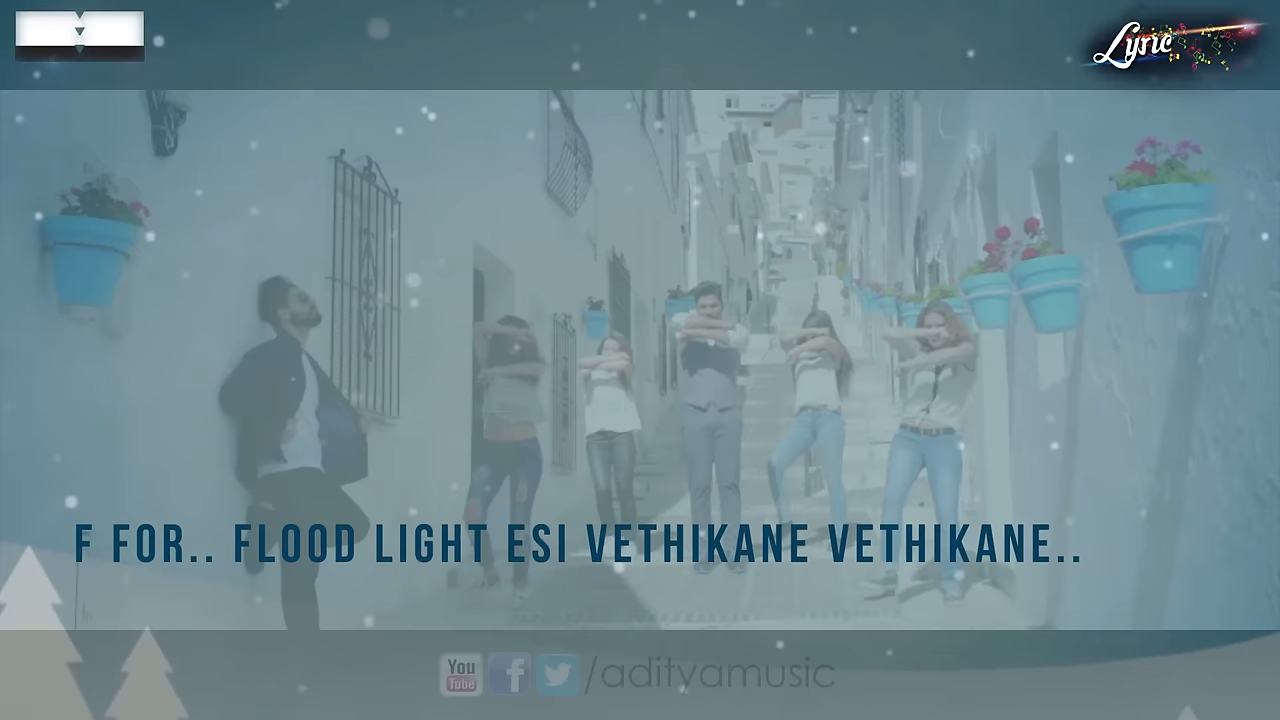 Lyric
F FOR.. FLOOD LIGHT ESI VETHIKANE VETHIKANE..
You
Tube
f
/adityamusic